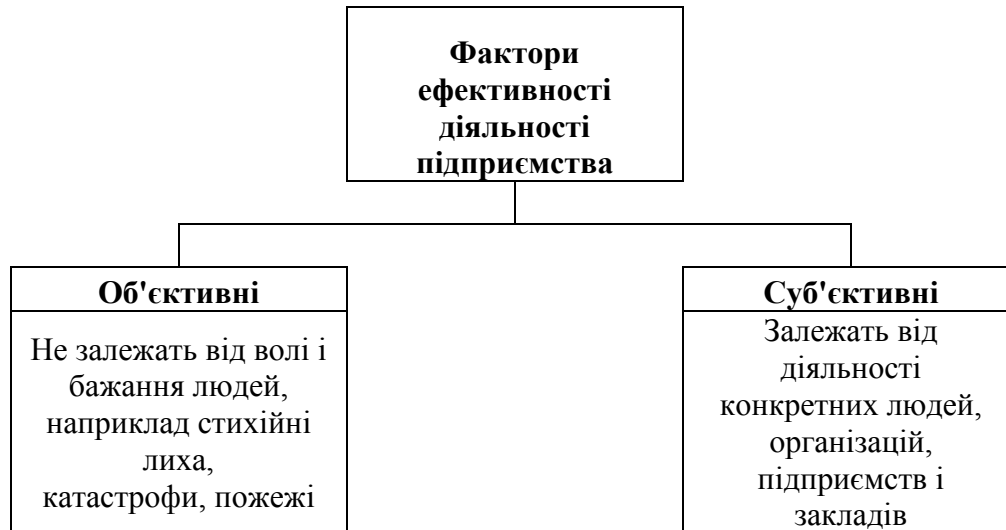 Фактори
ефективності
діяльності
підприємства
Об'єктивні
Не залежать від волі і
бажання людей,
наприклад стихійні
лиха,
катастрофи, пожежі
Суб'єктивні
Залежать від
діяльності
конкретних людей,
організацій,
підприємств і
закладів